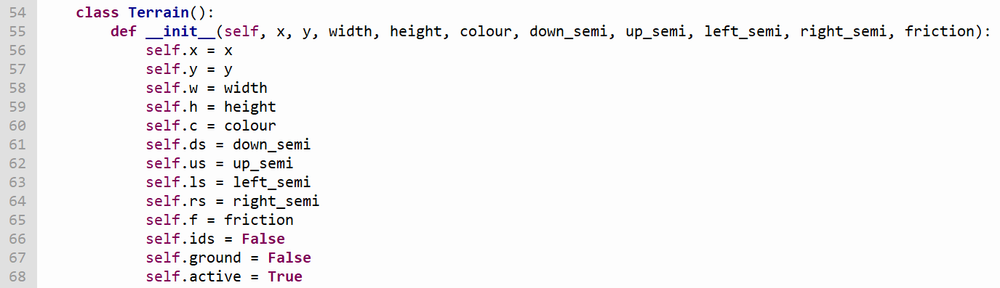 54 class Terrain():
55 def __init__(self, x, y, width, height, colour, down_semi, up_semi, left_semi, right_semi, friction):
56 self.x = x
57 self.y = y
58 self.w = width
59 self.h = height
60 self.c = colour
61 self.ds = down_semi
62 self.us = up_semi
63 self.ls = left_semi
64 self.rs = right_semi
65 self.f = friction
66 self.ids = False
67 self.ground = False
68 self.active = True